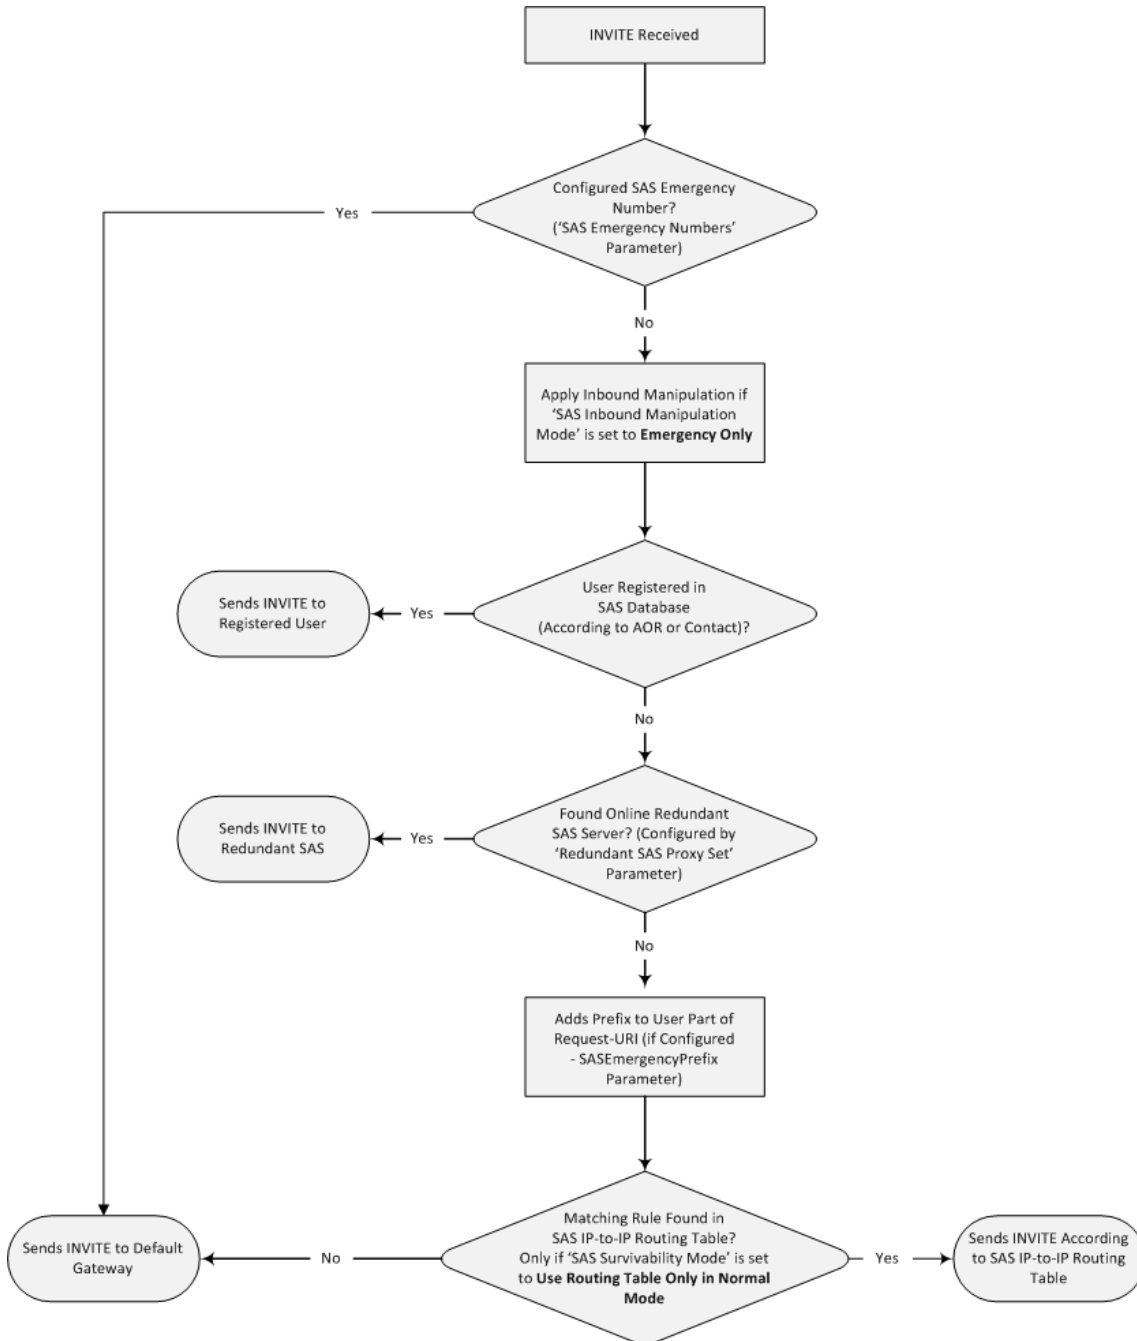 INVITE Received
Configured SAS Emergency
Number?
(‘SAS Emergency Numbers’
Parameter)
Yes
No
Apply Inbound Manipulation if
‘SAS Inbound Manipulation
Mode’ is set to Emergency Only
User Registered in
SAS Database
(According to AOR or Contact)?
Yes
Sends INVITE to
Registered User
No
Found Online Redundant
SAS Server? (Configured by
‘Redundant SAS Proxy Set’
Parameter)
Yes
Sends INVITE to
Redundant SAS
No
Adds Prefix to User Part of
Request-URI (if Configured
- SASEmergencyPrefix
Parameter)
Matching Rule Found in
SAS IP-to-IP Routing Table?
Only if ‘SAS Survivability Mode’ is set
to Use Routing Table Only in Normal
Mode
No
Sends INVITE to Default
Gateway
Yes
Sends INVITE According
to SAS IP-to-IP Routing
Table